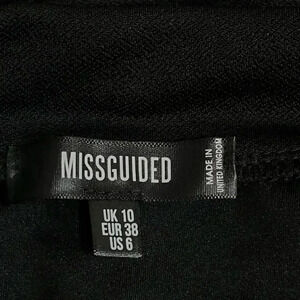 MISSGUIDED
MADE IN
UNITED KINGDOM
UK 10
EUR 38
US 6